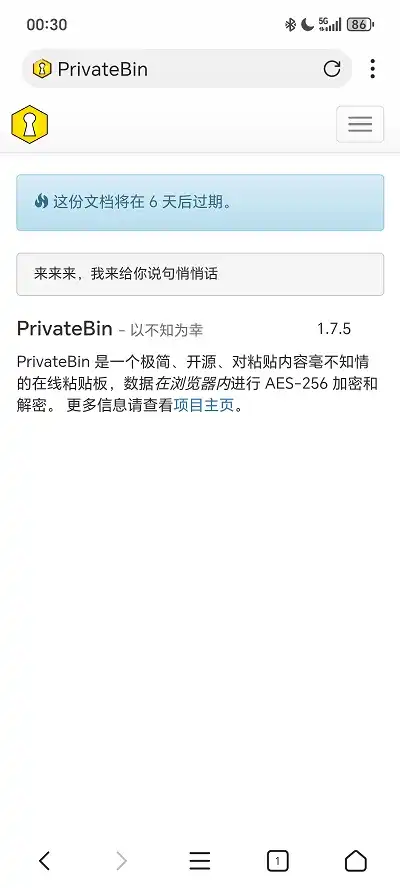 00:30
5G
86
PrivateBin
这份文档将在 6 天后过期。
来来来，我来给你说句悄悄话
PrivateBin - 以不知为幸 1.7.5
PrivateBin 是一个极简、开源、对粘贴内容毫不知情
的在线粘贴板，数据在浏览器内进行 AES-256 加密和
解密。 更多信息请查看项目主页。
1